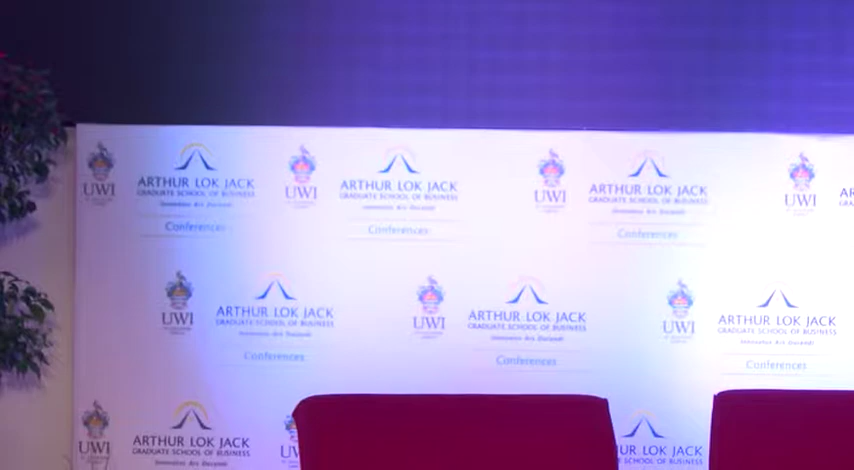 UWI
ARTHUR LOK JACK
GRADUATE SCHOOL OF BUSINESS
Conferences
UWI
ARTHUR LOK JACK
GRADUATE SCHOOL OF BUSINESS
Conferences
UWI
ARTHUR LOK JACK
GRADUATE SCHOOL OF BUSINESS
Conferences
UWI
UWI
ARTHUR LOK JACK
GRADUATE SCHOOL OF BUSINESS
Conferences
UWI
ARTHUR LOK JACK
GRADUATE SCHOOL OF BUSINESS
Conferences
UWI
ARTHUR LOK JACK
GRADUATE SCHOOL OF BUSINESS
Conferences
UWI
ARTHUR LOK JACK
GRADUATE SCHOOL OF BUSINESS
ARTHUR LOK JACK
SCHOOL OF BUSINESS